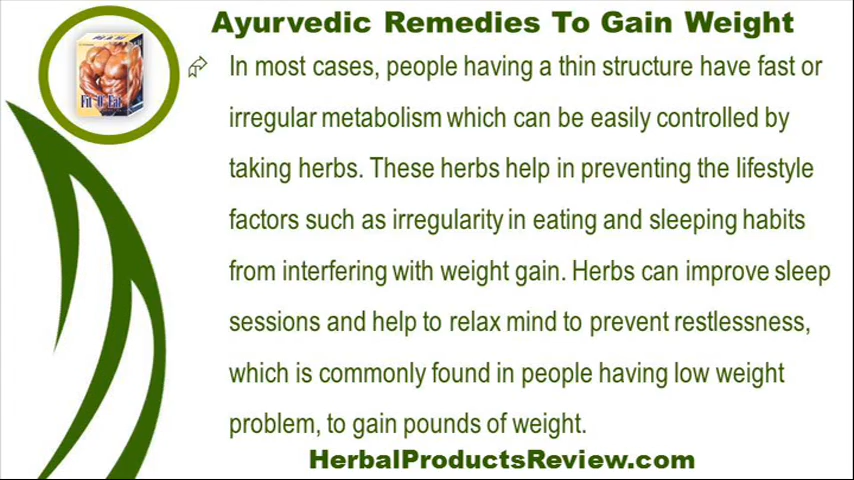 Ayurvedic Remedies To Gain Weight
In most cases, people having a thin structure have fast or
irregular metabolism which can be easily controlled by
taking herbs. These herbs help in preventing the lifestyle
factors such as irregularity in eating and sleeping habits
from interfering with weight gain. Herbs can improve sleep
sessions and help to relax mind to prevent restlessness,
which is commonly found in people having low weight
problem, to gain pounds of weight.
HerbalProductsReview.com